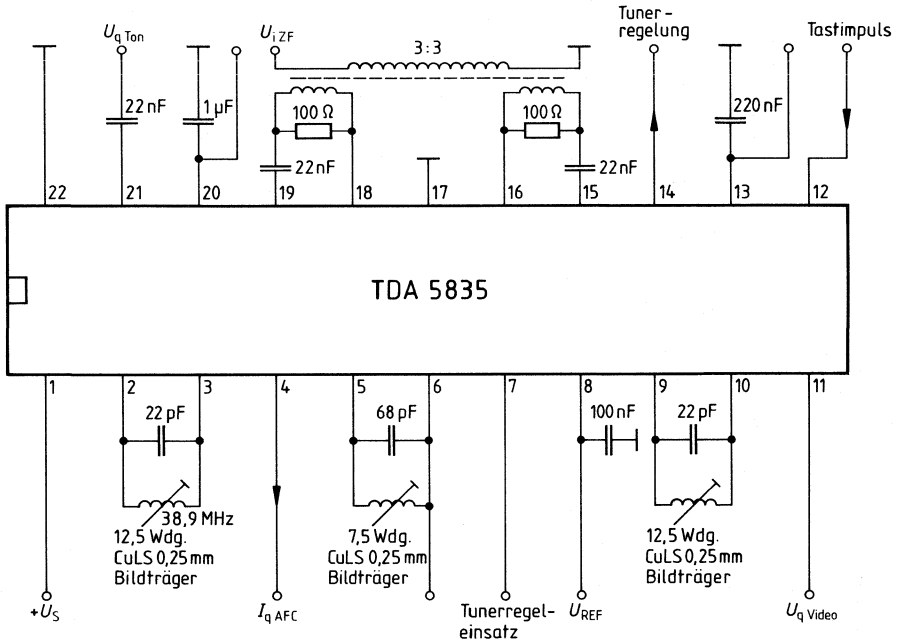 U_q Ton
U_i ZF
3:3
Tuner-
regelung
Tastimpuls
22 nF
1 µF
100 Ω
100 Ω
220 nF
22 nF
22 nF
22
21
20
19
18
17
16
15
14
13
12
TDA 5835
1
2
3
4
5
6
7
8
9
10
11
22 pF
68 pF
100 nF
22 pF
38,9 MHz
12,5 Wdg.
CuLS 0,25 mm
Bildträger
7,5 Wdg.
CuLS 0,25 mm
Bildträger
12,5 Wdg.
CuLS 0,25 mm
Bildträger
+U_S
I_q AFC
Tunerregel-
einsatz
U_REF
U_q Video